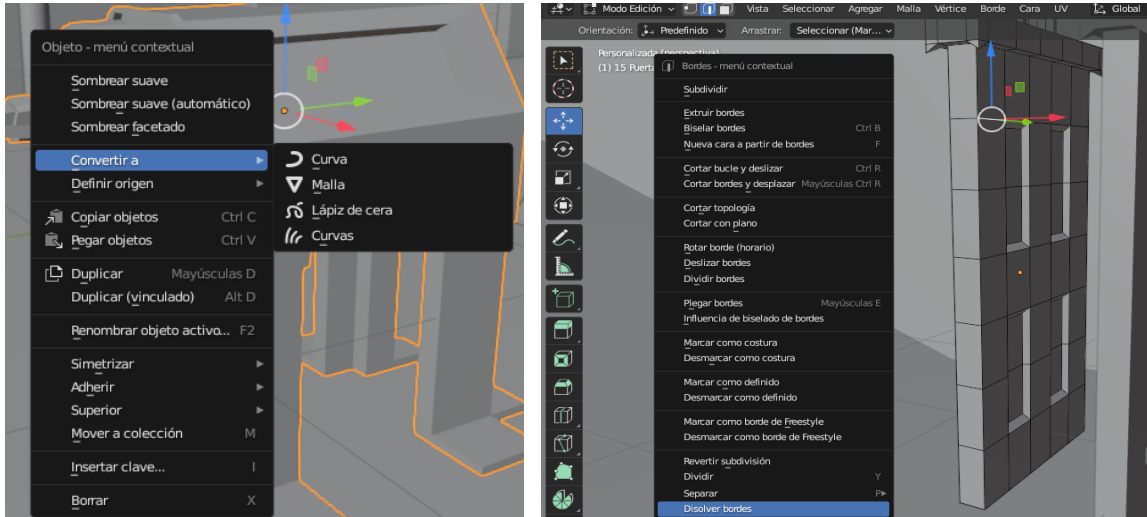 Objeto - menú contextual
Sombrear suave
Sombrear suave (automático)
Sombrear facetado
Convertir a
Definir origen
Copiar objetos Ctrl C
Pegar objetos Ctrl V
Duplicar Mayúsculas D
Duplicar (vinculado) Alt D
Renombrar objeto activo... F2
Simetrizar
Adherir
Superior
Mover a colección M
Insertar clave... I
Borrar X
Curva
Malla
Lápiz de cera
Curvas
Modo Edición Vista Seleccionar Agregar Malla Vértice Borde Cara UV Global
Orientación: Predefinido Arrastrar: Seleccionar (Mar...
Personalizada (perspectiva)
(1) 15 Puert
Bordes - menú contextual
Subdividir
Extruir bordes
Biselar bordes Ctrl B
Nueva cara a partir de bordes F
Cortar bucle y deslizar Ctrl R
Cortar bordes y desplazar Mayúsculas Ctrl R
Cortar topología
Cortar con plano
Rotar borde (horario)
Deslizar bordes
Dividir bordes
Plegar bordes Mayúsculas E
Influencia de biselado de bordes
Marcar como costura
Desmarcar como costura
Marcar como definido
Desmarcar como definido
Marcar como borde de Freestyle
Desmarcar como borde de Freestyle
Revertir subdivisión
Dividir Y
Separar P
Disolver bordes